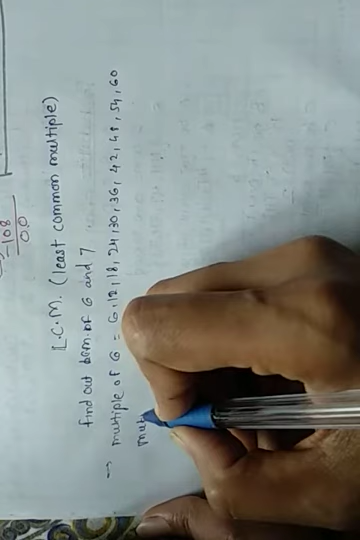 -108
00
L.C.M. (least common multiple)
find out of 6 and 7
→ multiple of 6 = 6,12,18,24,30,36,42,48,54,60
mul